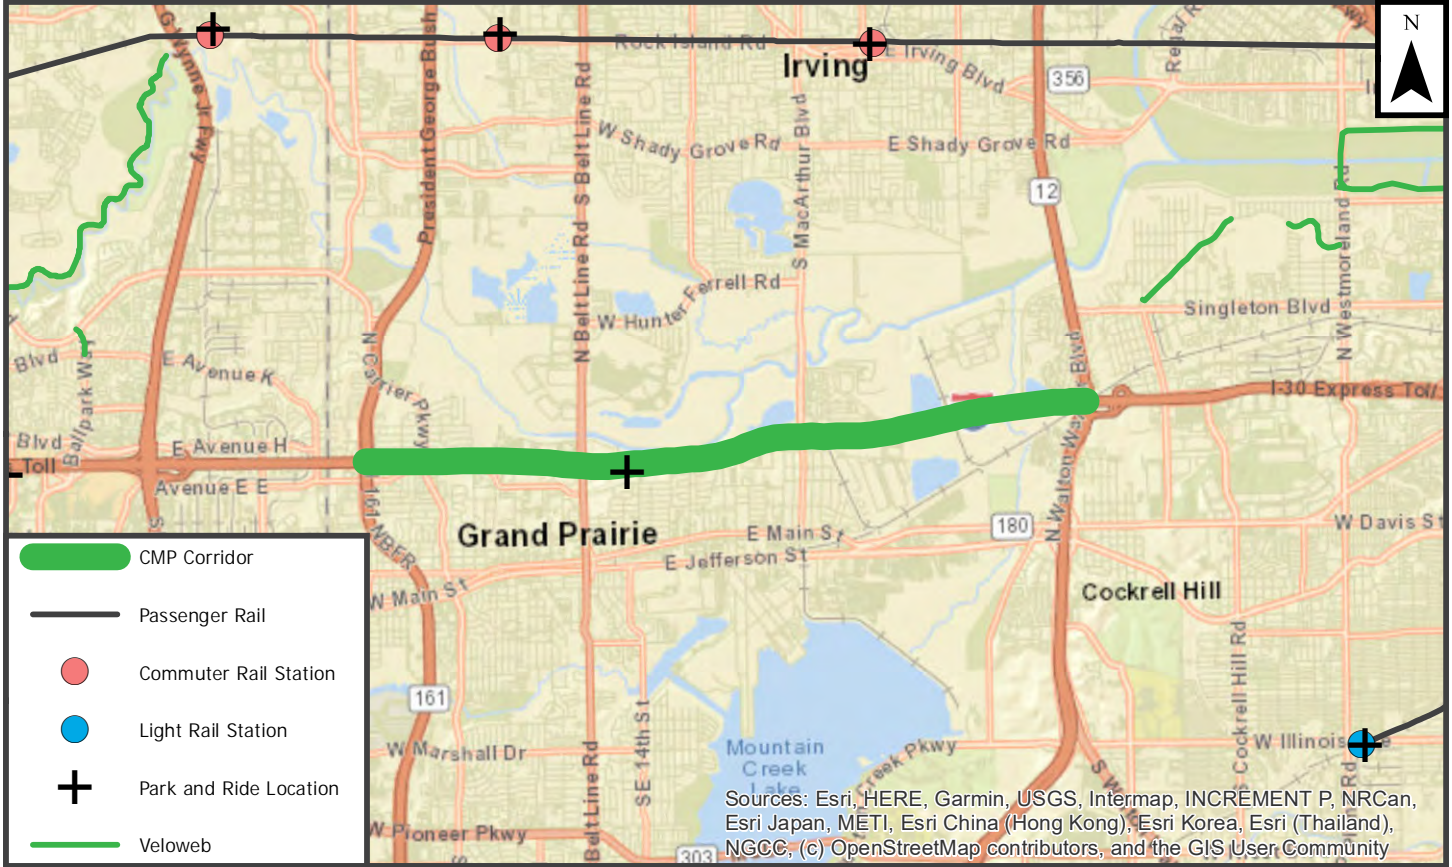 Rock Island Rd
E Irving Blvd
Irving
N
356
G Wynne Jr Fwy
President George Bush
W Shady Grove Rd
E Shady Grove Rd
S Belt Line Rd
N Belt Line Rd
S MacArthur Blvd
12
N Westmoreland Rd
W Hunter Ferrell Rd
Singleton Blvd
Blvd
Ballpark Way
E Avenue K
N Carrier Pkwy
I-30 Express Toll
Blvd
Toll
E Avenue H
Avenue E E
161 NBFR
Grand Prairie
E Main St
E Jefferson St
180
W Davis St
Cockrell Hill
W Main St
161
W Marshall Dr
SE 14th St
Belt Line Rd
W Pioneer Pkwy
303
Mountain
Creek
Lake
Creek Pkwy
S Cockrell Hill Rd
W Illinois
CMP Corridor
Passenger Rail
Commuter Rail Station
Light Rail Station
Park and Ride Location
Veloweb
Sources: Esri, HERE, Garmin, USGS, Intermap, INCREMENT P, NRCan,
Esri Japan, METI, Esri China (Hong Kong), Esri Korea, Esri (Thailand),
NGCC, (c) OpenStreetMap contributors, and the GIS User Community